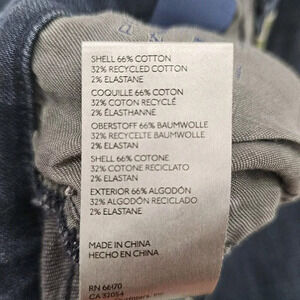 SHELL 66% COTTON
32% RECYCLED COTTON
2% ELASTANE
COQUILLE 66% COTON
32% COTON RECYCLÉ
2% ÉLASTHANNE
OBERSTOFF 66% BAUMWOLLE
32% RECYCELTE BAUMWOLLE
2% ELASTAN
SHELL 66% COTONE
32% COTONE RICICLATO
2% ELASTAN
EXTERIOR 66% ALGODÓN
32% ALGODÓN RECICLADO
2% ELASTANO
MADE IN CHINA
HECHO EN CHINA
RN 66170
CA 32054